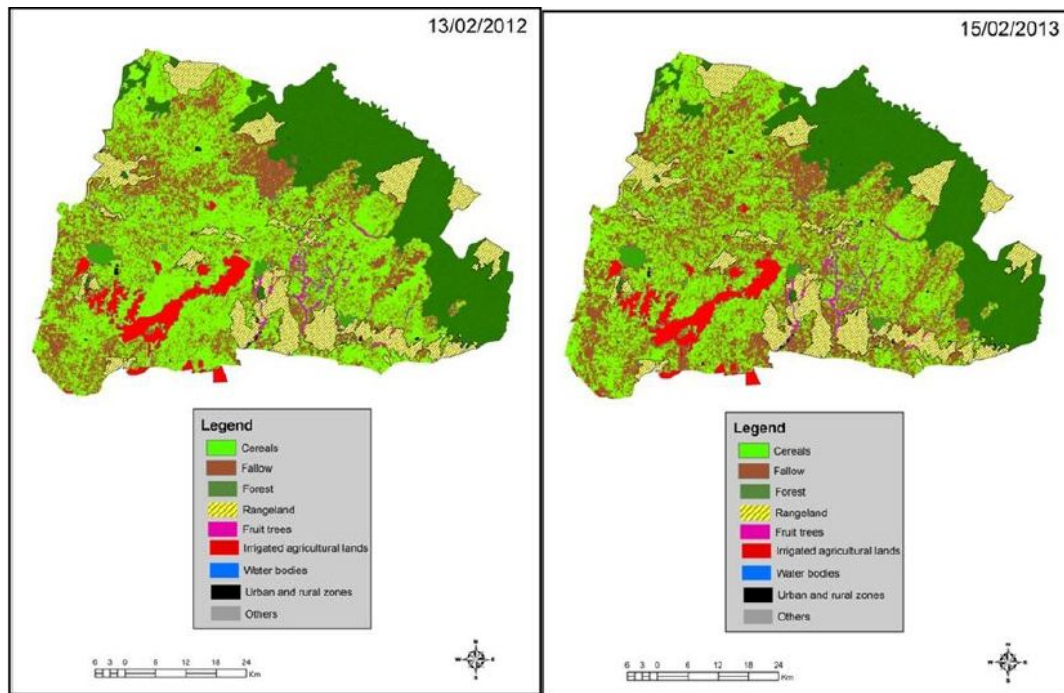 13/02/2012
Legend
Cereals
Fallow
Forest
Rangeland
Fruit trees
Irrigated agricultural lands
Water bodies
Urban and rural zones
Others
6 3 0 6 12 18 24
Km
N
W E
S
15/02/2013
Legend
Cereals
Fallow
Forest
Rangeland
Fruit trees
Irrigated agricultural lands
Water bodies
Urban and rural zones
Others
6 3 0 6 12 18 24
Km
N
W E
S